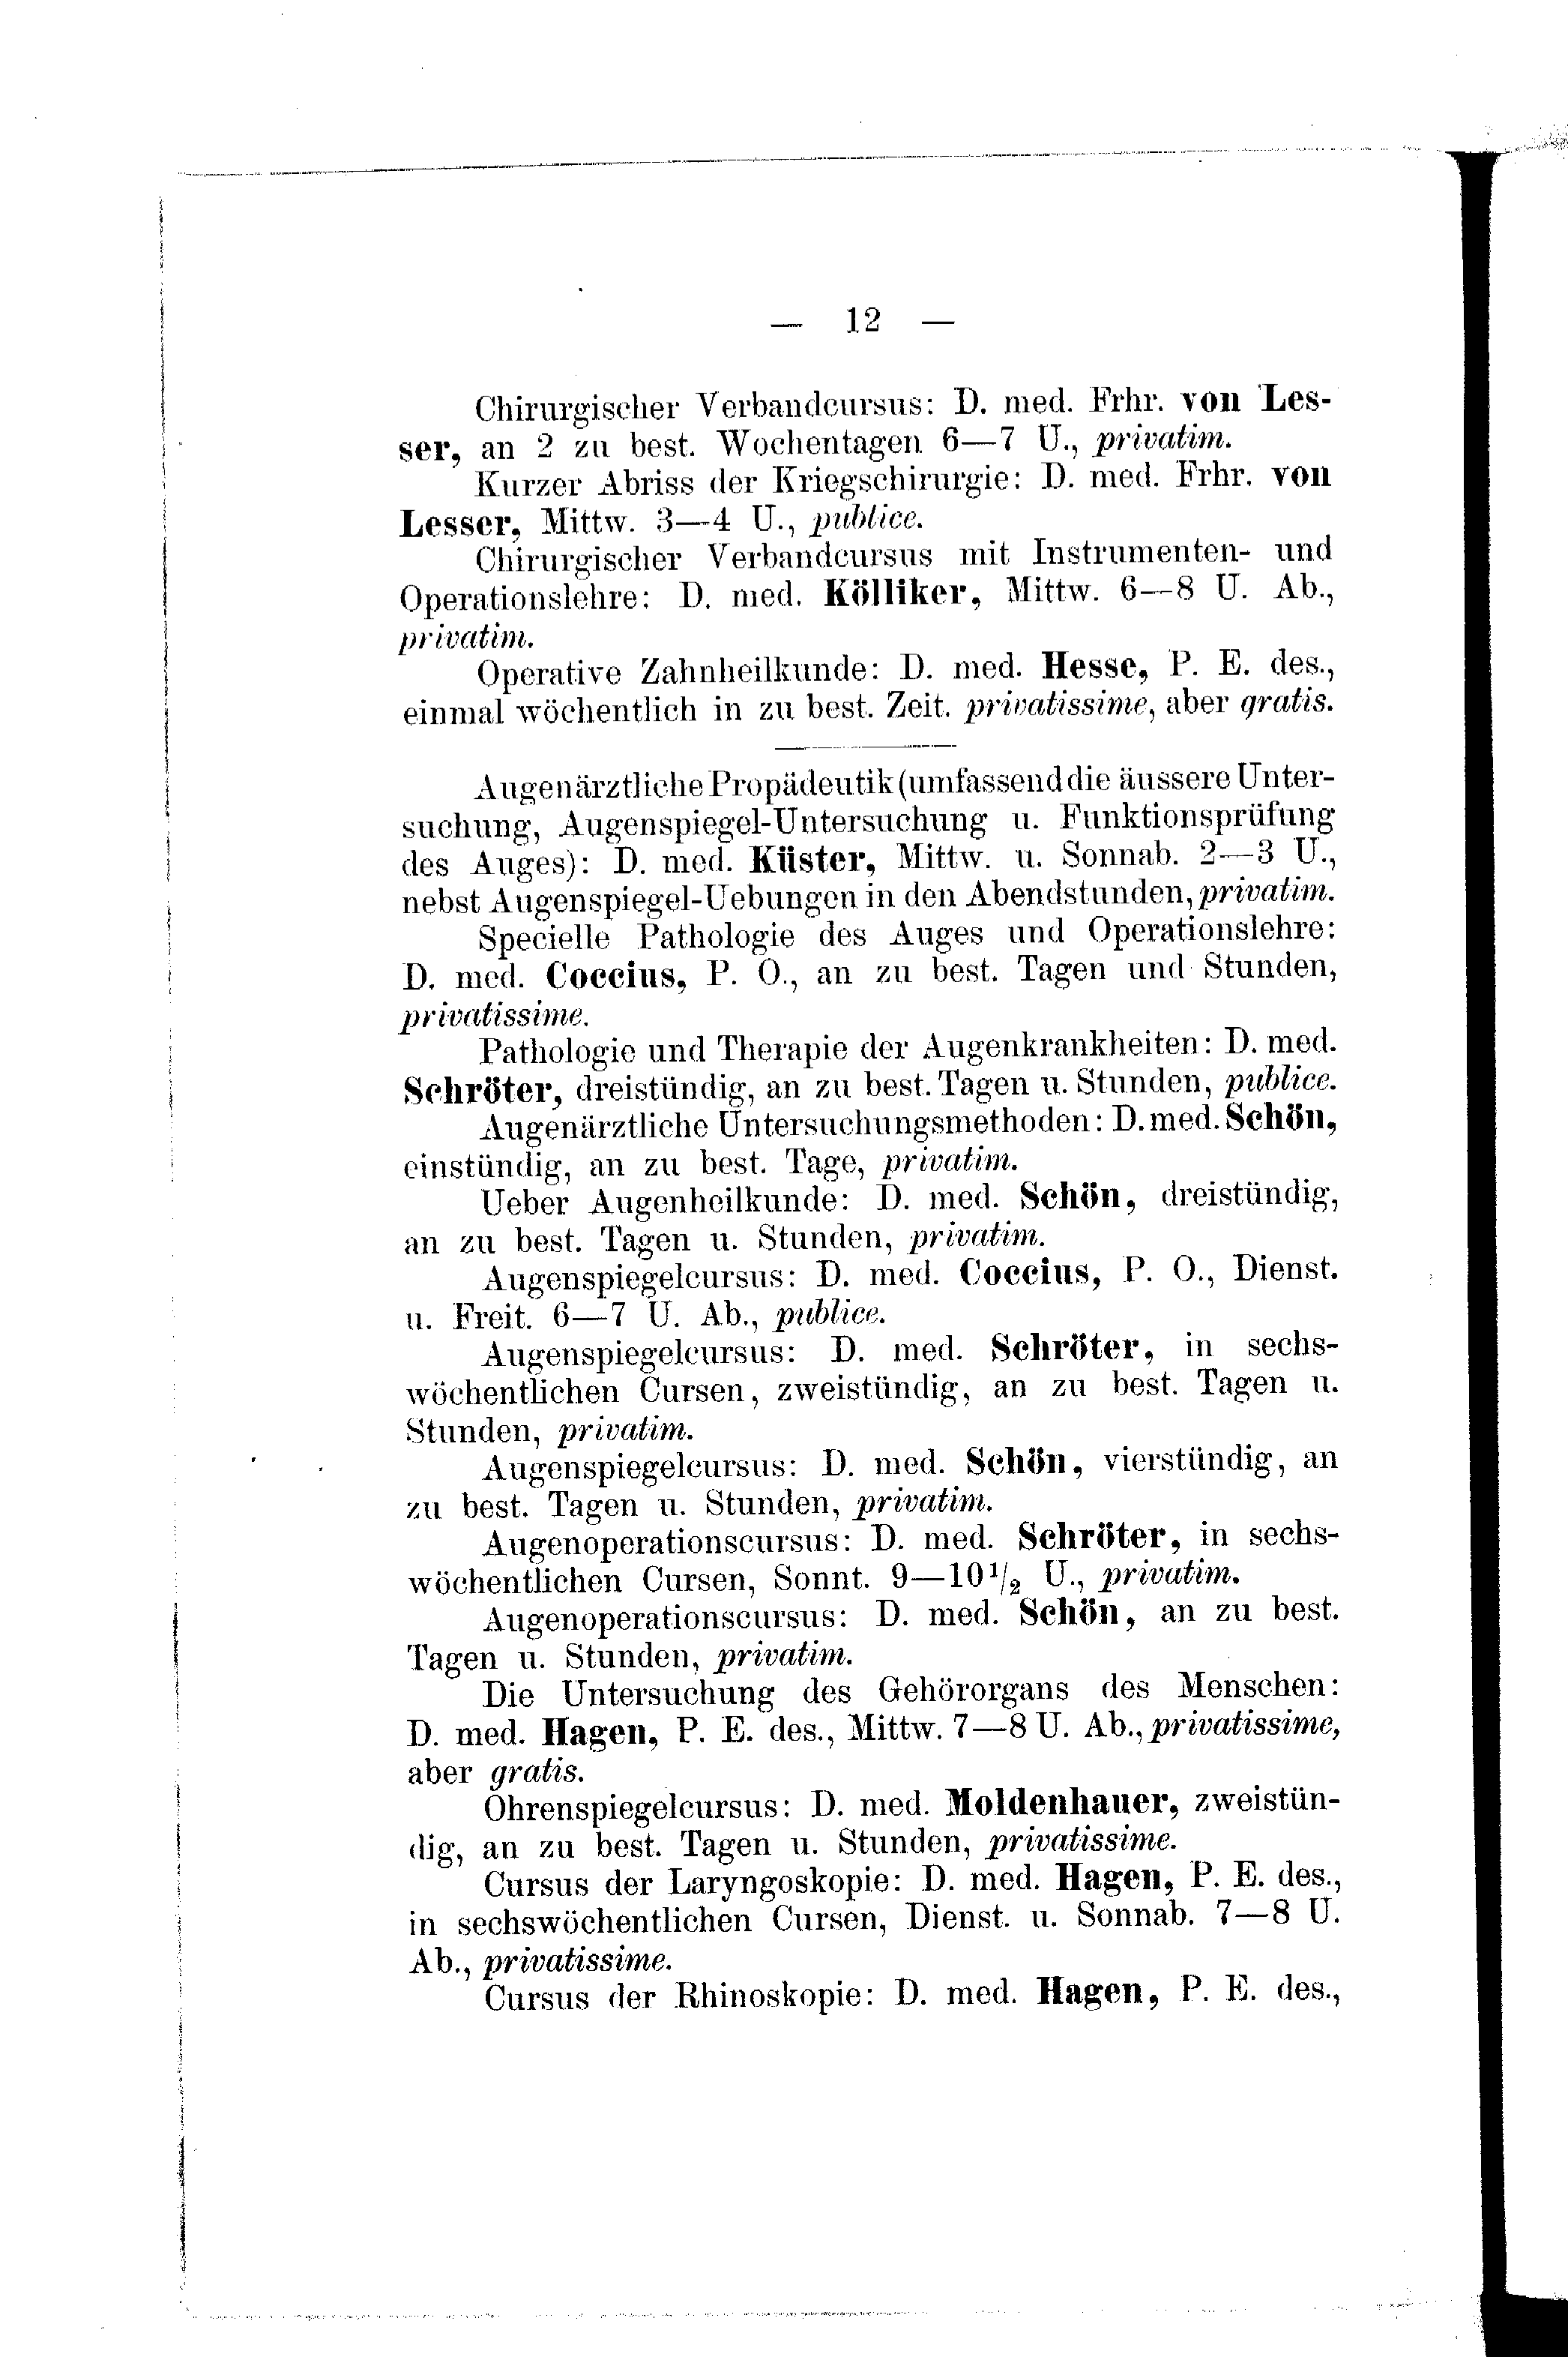 — 12 —
Chirurgischer Verbandcursus: D. med. Frhr. von Les-
ser, an 2 zu best. Wochentagen 6—7 U., privatim.
Kurzer Abriss der Kriegschirurgie: D. med. Frhr. von
Lesser, Mittw. 3—4 U., publice.
Chirurgischer Verbandcursus mit Instrumenten- und
Operationslehre: D. med. Kölliker, Mittw. 6—8 U. Ab.,
privatim.
Operative Zahnheilkunde: D. med. Hesse, P. E. des.,
einmal wöchentlich in zu best. Zeit. privatissime, aber gratis.
Augenärztliche Propädeutik (umfassend die äussere Unter-
suchung, Augenspiegel-Untersuchung u. Funktionsprüfung
des Auges): D. med. Küster, Mittw. u. Sonnab. 2—3 U.,
nebst Augenspiegel-Uebungen in den Abendstunden, privatim.
Specielle Pathologie des Auges und Operationslehre:
D. med. Coccius, P. O., an zu best. Tagen und Stunden,
privatissime.
Pathologie und Therapie der Augenkrankheiten: D. med.
Schröter, dreistündig, an zu best. Tagen u. Stunden, publice.
Augenärztliche Untersuchungsmethoden: D. med. Schön,
einstündig, an zu best. Tage, privatim.
Ueber Augenheilkunde: D. med. Schön, dreistündig,
an zu best. Tagen u. Stunden, privatim.
Augenspiegelcursus: D. med. Coccius, P. O., Dienst.
u. Freit. 6—7 U. Ab., publice.
Augenspiegelcursus: D. med. Schröter, in sechs-
wöchentlichen Cursen, zweistündig, an zu best. Tagen u.
Stunden, privatim.
Augenspiegelcursus: D. med. Schön, vierstündig, an
zu best. Tagen u. Stunden, privatim.
Augenoperationscursus: D. med. Schröter, in sechs-
wöchentlichen Cursen, Sonnt. 9—10 1/2 U., privatim.
Augenoperationscursus: D. med. Schön, an zu best.
Tagen u. Stunden, privatim.
Die Untersuchung des Gehörorgans des Menschen:
D. med. Hagen, P. E. des., Mittw. 7—8 U. Ab., privatissime,
aber gratis.
Ohrenspiegelcursus: D. med. Moldenhauer, zweistün-
dig, an zu best. Tagen u. Stunden, privatissime.
Cursus der Laryngoskopie: D. med. Hagen, P. E. des.,
in sechswöchentlichen Cursen, Dienst. u. Sonnab. 7—8 U.
Ab., privatissime.
Cursus der Rhinoskopie: D. med. Hagen, P. E. des.,